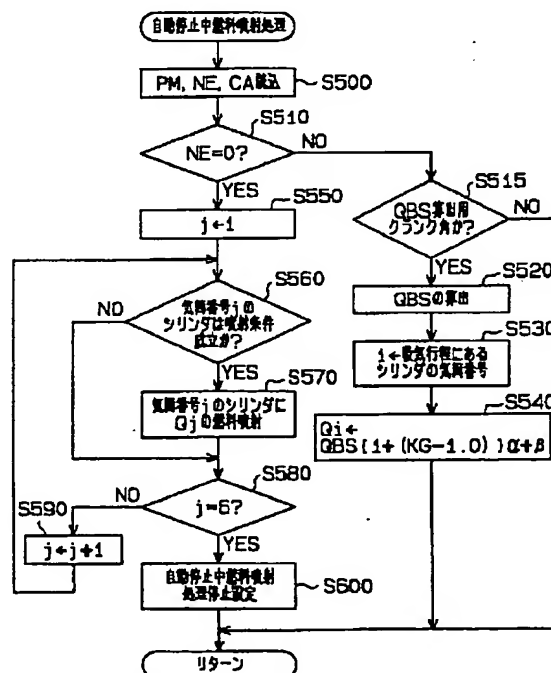 自動停止中燃料噴射処理
PM, NE, CA読込
S500
S510
NE=0?
NO
YES
S550
j←1
S560
気筒番号jの
シリンダは噴射条件
成立か?
NO
YES
S570
気筒番号jのシリンダに
Qjの燃料噴射
S580
NO
j=6?
S590
j←j+1
YES
自動停止中燃料噴射
処理停止設定
S600
S515
QBS算出用
クランク角か?
NO
YES
S520
QBSの算出
S530
i←吸気行程にある
シリンダの気筒番号
S540
Qi←
QBS{1+(KG-1.0)}α+β
リターン